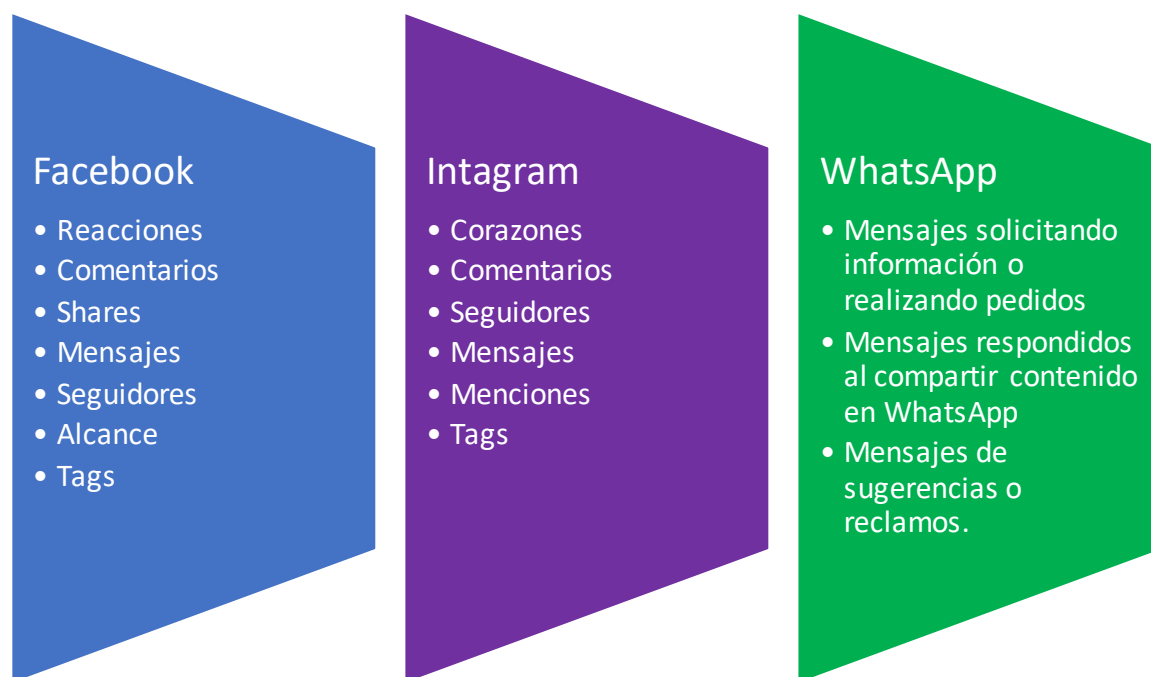 Facebook
• Reacciones
• Comentarios
• Shares
• Mensajes
• Seguidores
• Alcance
• Tags
Intagram
• Corazones
• Comentarios
• Seguidores
• Mensajes
• Menciones
• Tags
WhatsApp
• Mensajes solicitando
información o
realizando pedidos
• Mensajes respondidos
al compartir contenido
en WhatsApp
• Mensajes de
sugerencias o
reclamos.